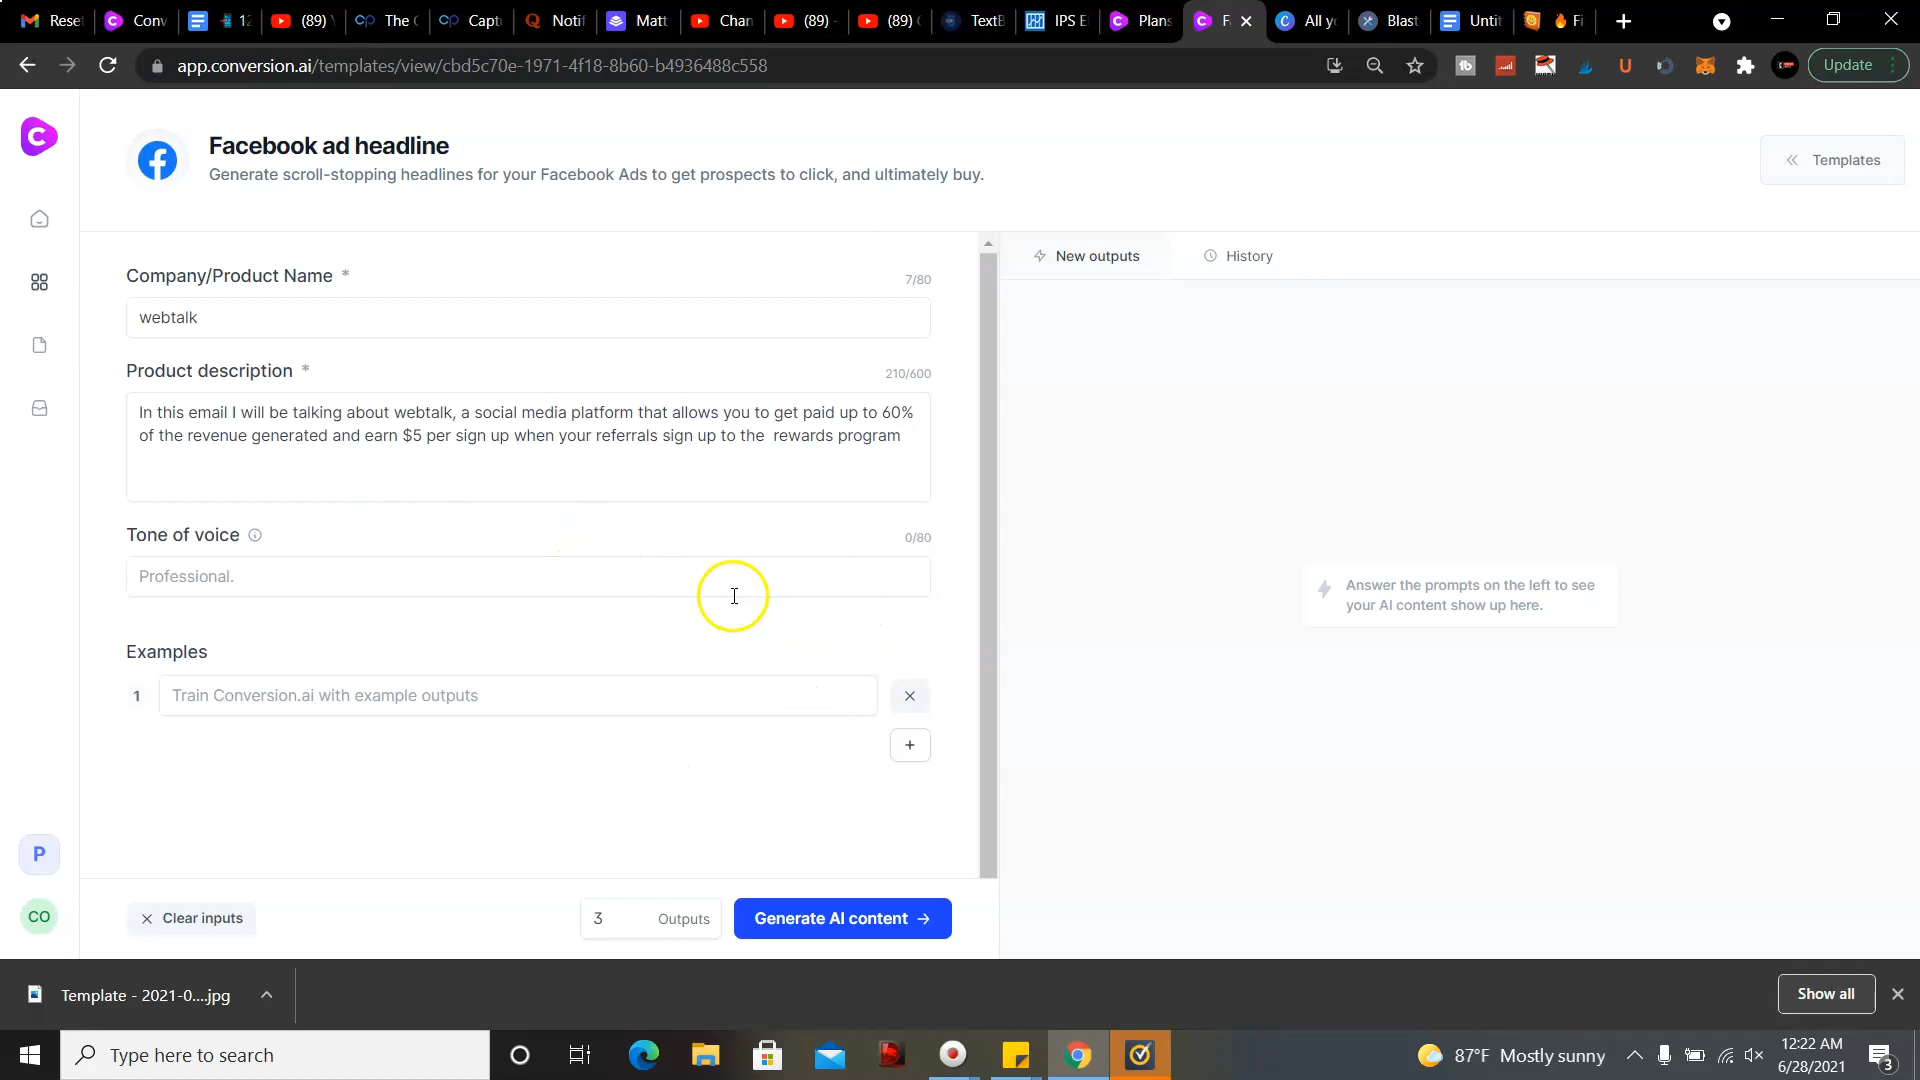 Rese
Conv
12
(89) Y
The C
Captu
Notif
Matt
Chan
(89)
(89) C
TextB
IPS E
Plans
F
All yo
Blast
Untit
Fi
app.conversion.ai/templates/view/cbd5c70e-1971-4f18-8b60-b4936488c558
Update
Facebook ad headline
Generate scroll-stopping headlines for your Facebook Ads to get prospects to click, and ultimately buy.
Templates
Company/Product Name *
7/80
webtalk
New outputs
History
Product description *
210/600
In this email I will be talking about webtalk, a social media platform that allows you to get paid up to 60%
of the revenue generated and earn $5 per sign up when your referrals sign up to the rewards program
Tone of voice
0/80
Professional.
Answer the prompts on the left to see
your AI content show up here.
Examples
1
Train Conversion.ai with example outputs
P
CO
Clear inputs
3
Outputs
Generate AI content
Template - 2021-0....jpg
Show all
Type here to search
87°F Mostly sunny
12:22 AM
6/28/2021
3